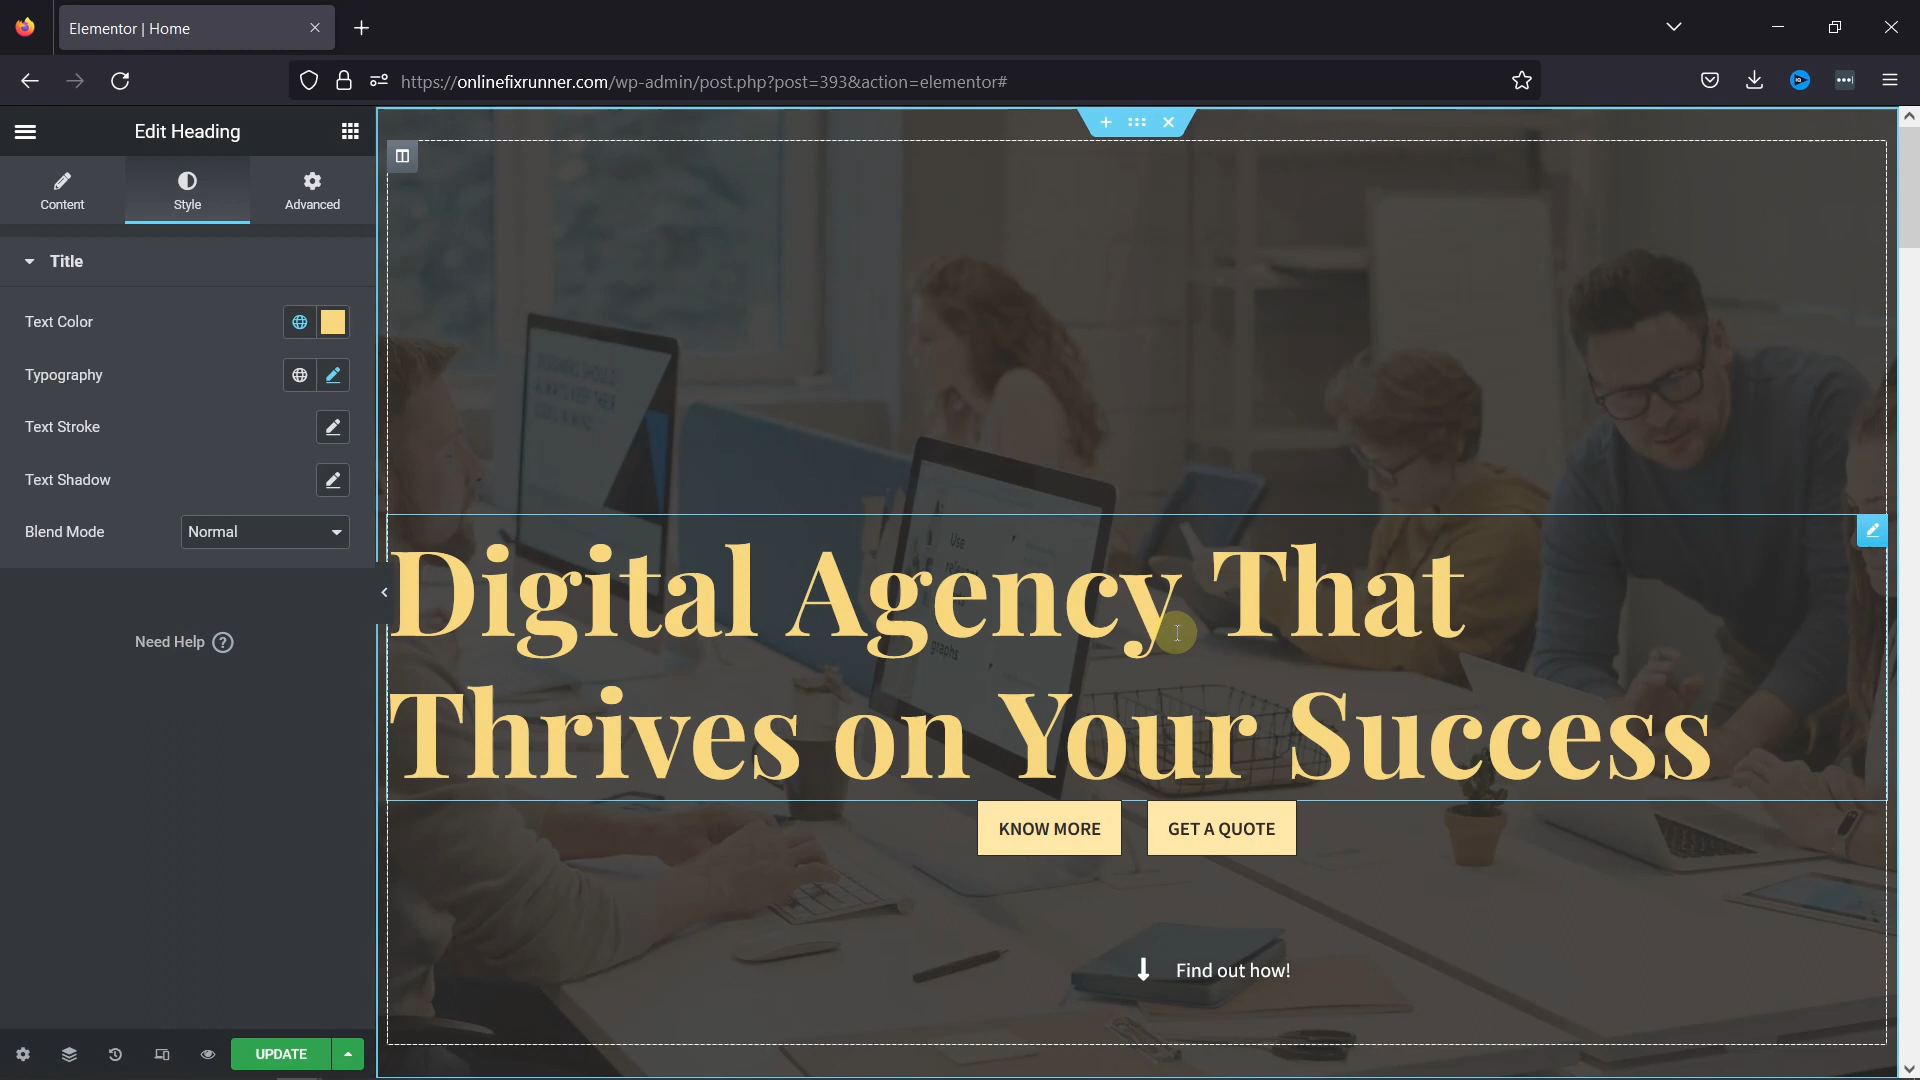 Elementor | Home
https://onlinefixrunner.com/wp-admin/post.php?post=393&action=elementor#
Edit Heading
Content
Style
Advanced
Title
Text Color
Typography
Text Stroke
Text Shadow
Blend Mode
Normal
Need Help ?
UPDATE
Use
graphs
Digital Agency That
Thrives on Your Success
KNOW MORE
GET A QUOTE
Find out how!